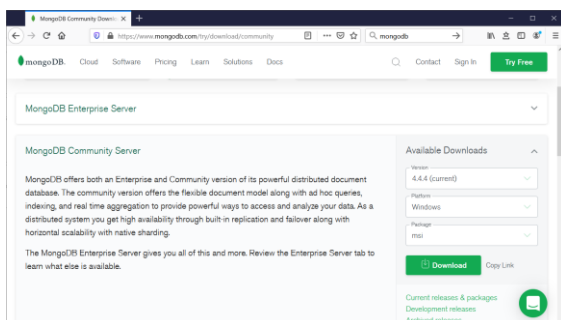 MongoDB Community Downlo
https://www.mongodb.com/try/download/community
mongodb
mongoDB. Cloud Software Pricing Learn Solutions Docs Contact Sign In Try Free
MongoDB Enterprise Server
MongoDB Community Server
MongoDB offers both an Enterprise and Community version of its powerful distributed document
database. The community version offers the flexible document model along with ad hoc queries,
indexing, and real time aggregation to provide powerful ways to access and analyze your data. As a
distributed system you get high availability through built-in replication and failover along with
horizontal scalability with native sharding.
The MongoDB Enterprise Server gives you all of this and more. Review the Enterprise Server tab to
learn what else is available.
Available Downloads
Version
4.4.4 (current)
Platform
Windows
Package
msi
Download Copy Link
Current releases & packages
Development releases
Archived releases